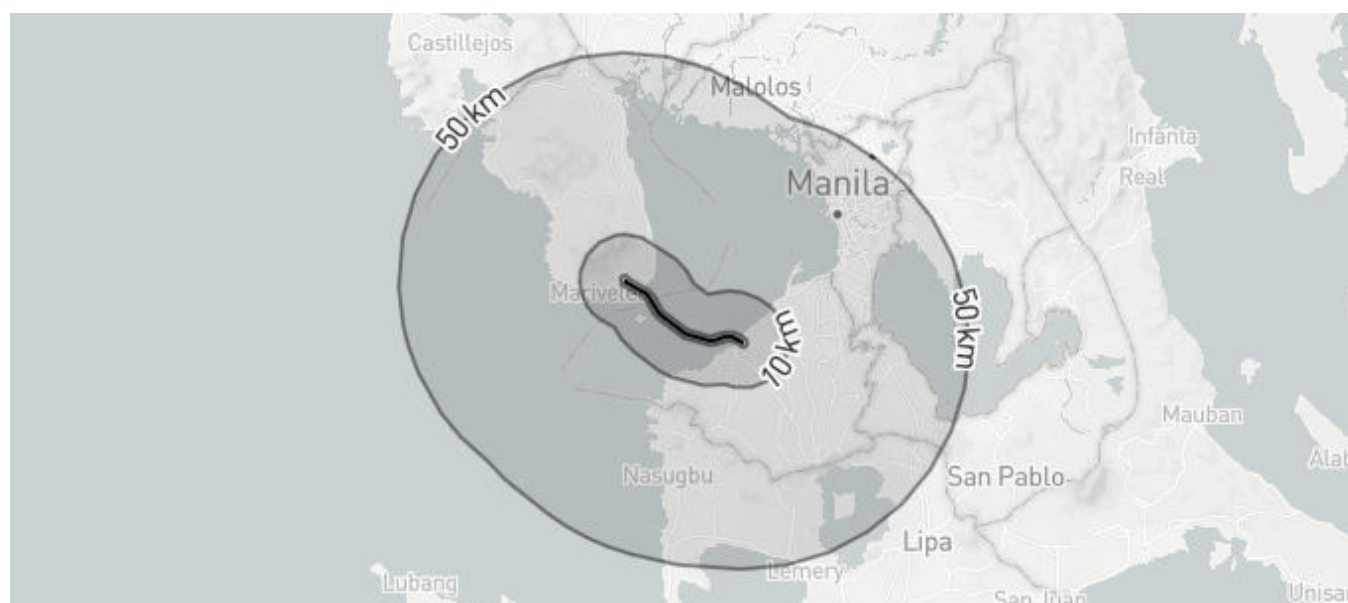 Castillejos
Malolos
50 km
Infanta
Manila
Real
Mariveles
50 km
10 km
Mauban
Nasugbu
San Pablo
Lipa
Lemery
Lubang
San Juan